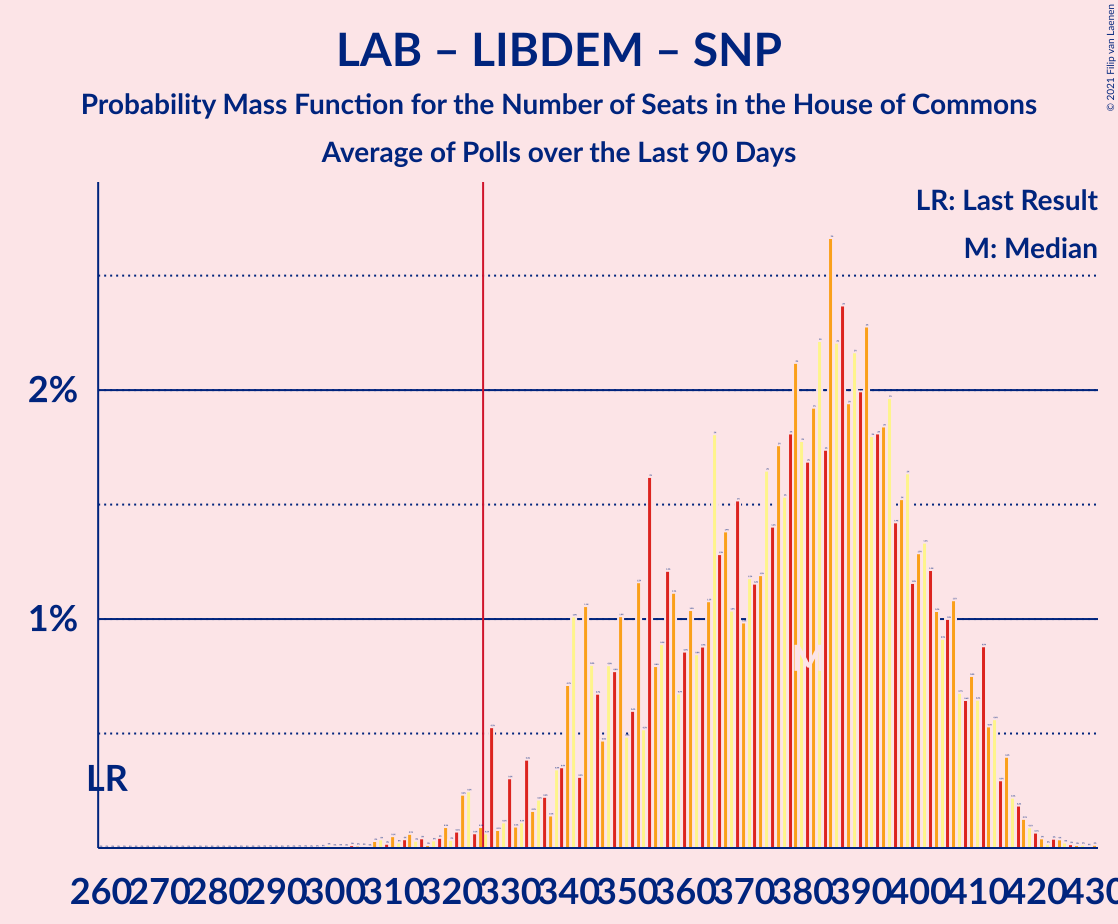 LAB – LIBDEM – SNP
Probability Mass Function for the Number of Seats in the House of Commons
Average of Polls over the Last 90 Days
© 2021 Filip van Laenen
LR: Last Result
M: Median
2%
1%
M
LR
260 270 280 290 300 310 320 330 340 350 360 370 380 390 400 410 420 430